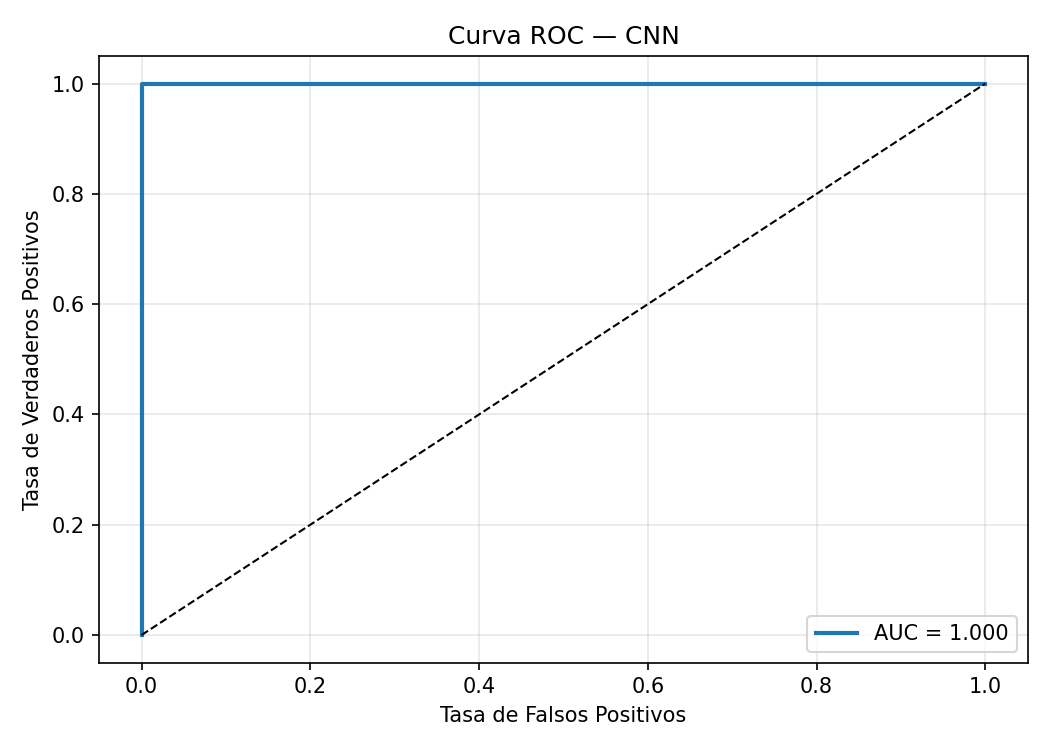 Curva ROC — CNN
Tasa de Verdaderos Positivos
1.0
0.8
0.6
0.4
0.2
0.0
AUC = 1.000
0.0 0.2 0.4 0.6 0.8 1.0
Tasa de Falsos Positivos